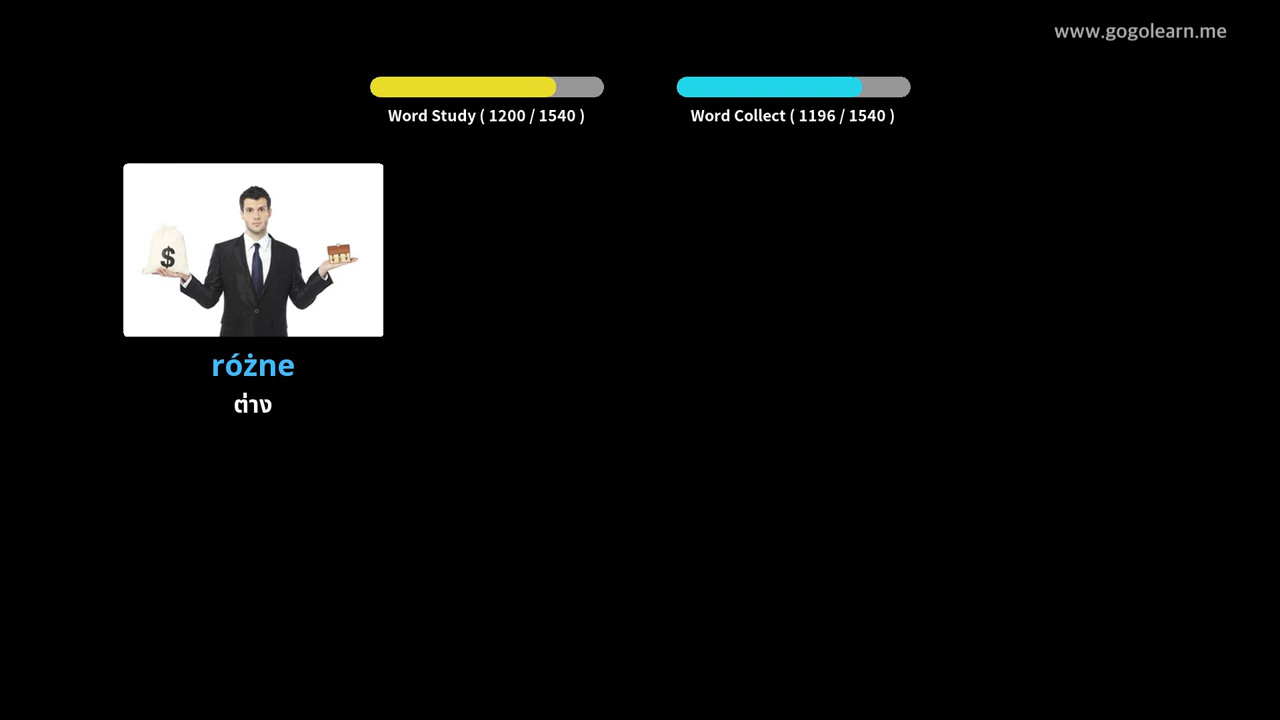 www.gogolearn.me
Word Study ( 1200 / 1540 )
Word Collect ( 1196 / 1540 )
$
różne
ต่าง